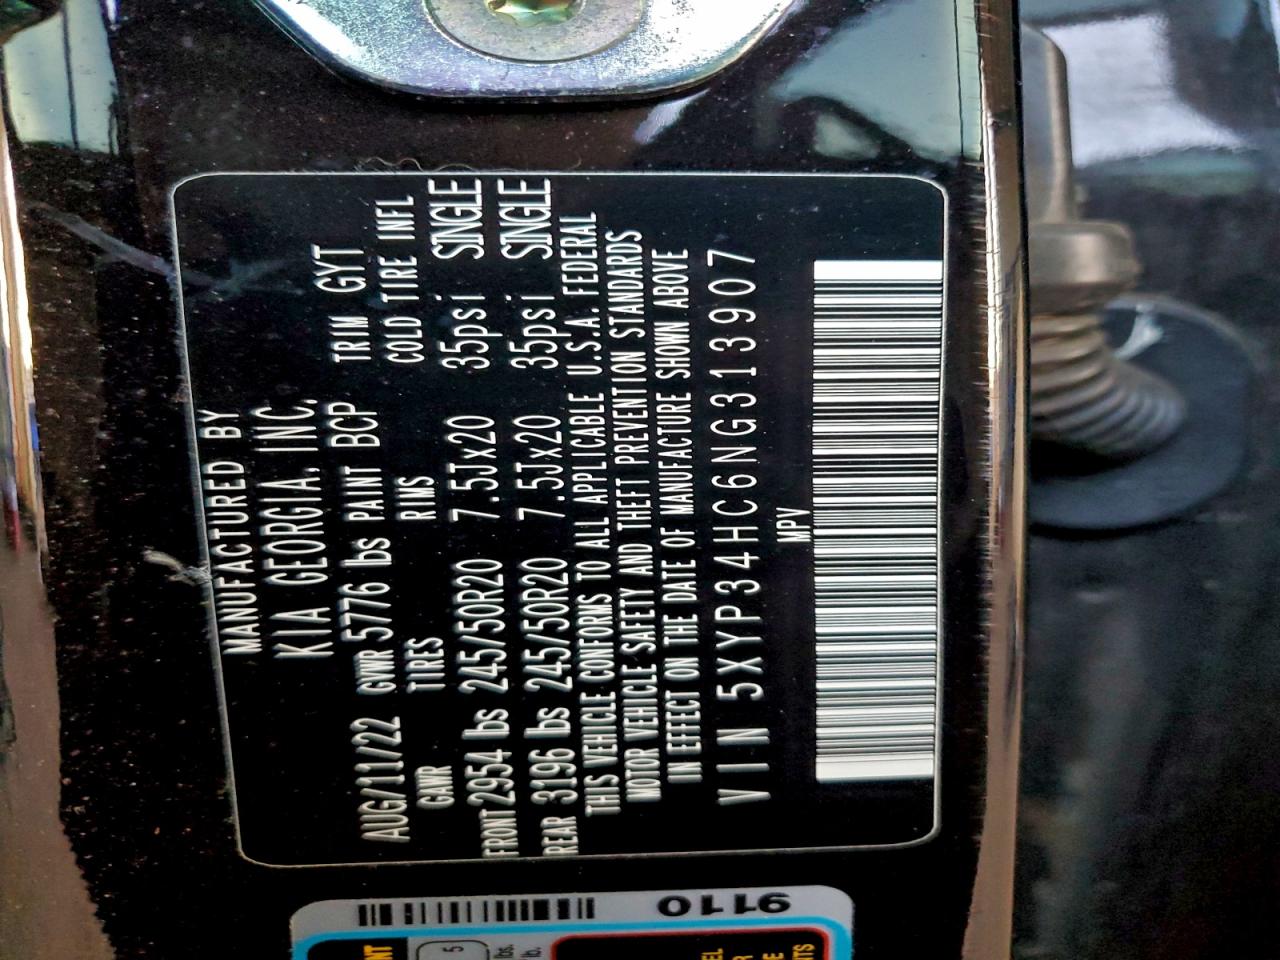 MANUFACTURED BY
KIA GEORGIA, INC.
AUG/11/22 GVWR 5776 lbs PAINT BCP TRIM GYT
GAWR TIRES RIMS COLD TIRE INFL
FRONT 2954 lbs 245/50R20 7.5Jx20 35psi SINGLE
REAR 3196 lbs 245/50R20 7.5Jx20 35psi SINGLE
THIS VEHICLE CONFORMS TO ALL APPLICABLE U.S.A. FEDERAL
MOTOR VEHICLE SAFETY AND THEFT PREVENTION STANDARDS
IN EFFECT ON THE DATE OF MANUFACTURE SHOWN ABOVE
VIN 5XYP34HC6NG313907
MPV
9110
5